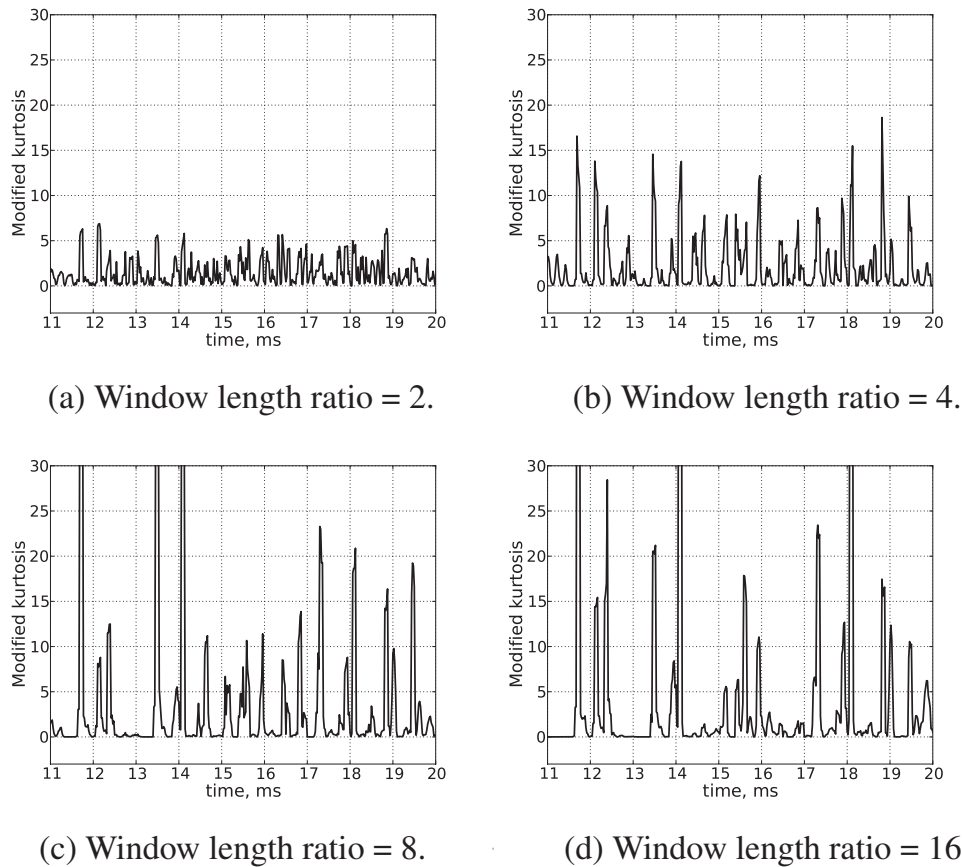 30
25
20
15
10
5
0
Modified kurtosis
11 12 13 14 15 16 17 18 19 20
time, ms
(a) Window length ratio = 2.
30
25
20
15
10
5
0
Modified kurtosis
11 12 13 14 15 16 17 18 19 20
time, ms
(b) Window length ratio = 4.
30
25
20
15
10
5
0
Modified kurtosis
11 12 13 14 15 16 17 18 19 20
time, ms
(c) Window length ratio = 8.
30
25
20
15
10
5
0
Modified kurtosis
11 12 13 14 15 16 17 18 19 20
time, ms
(d) Window length ratio = 16